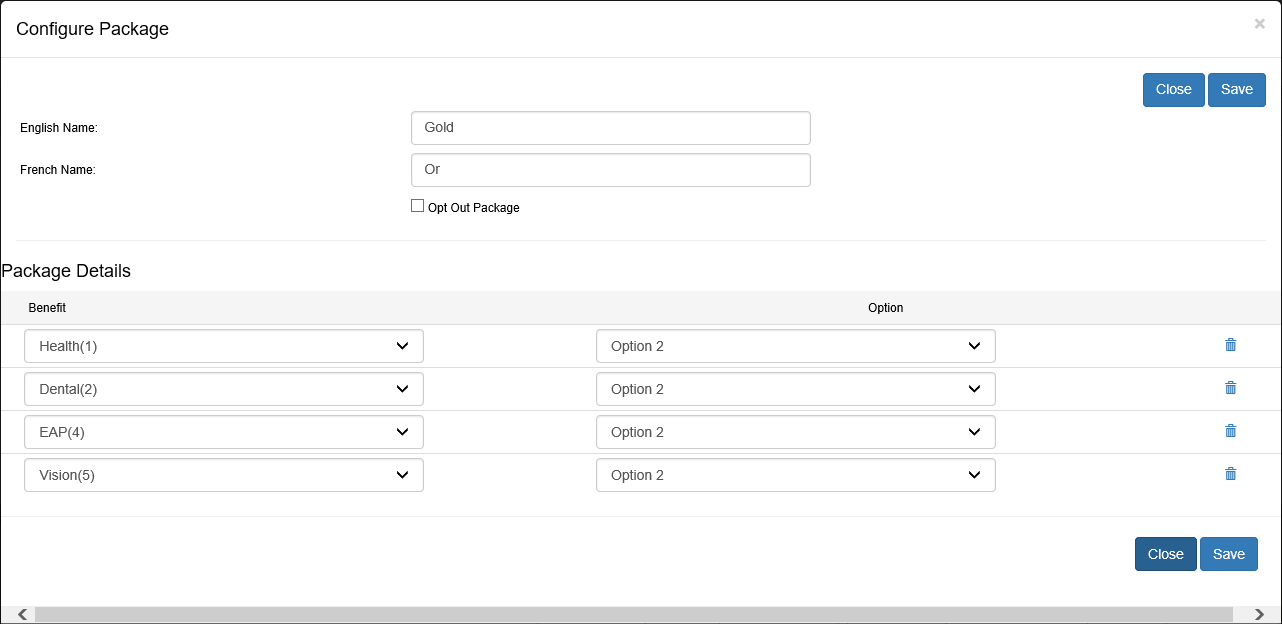 Configure Package ×
Close Save
English Name: Gold
French Name: Or
Opt Out Package
Package Details
Benefit Option
Health(1) Option 2
Dental(2) Option 2
EAP(4) Option 2
Vision(5) Option 2
Close Save